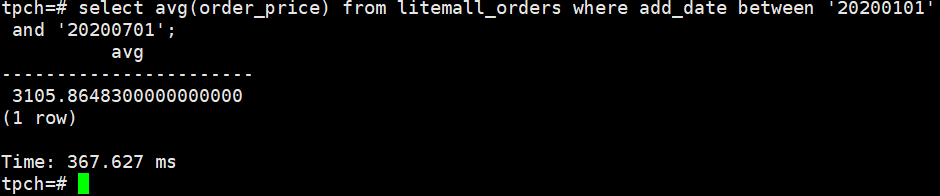 tpch=# select avg(order_price) from litemall_orders where add_date between '20200101'
 and '20200701';
          avg
-----------------------
 3105.8648300000000000
(1 row)

Time: 367.627 ms
tpch=#